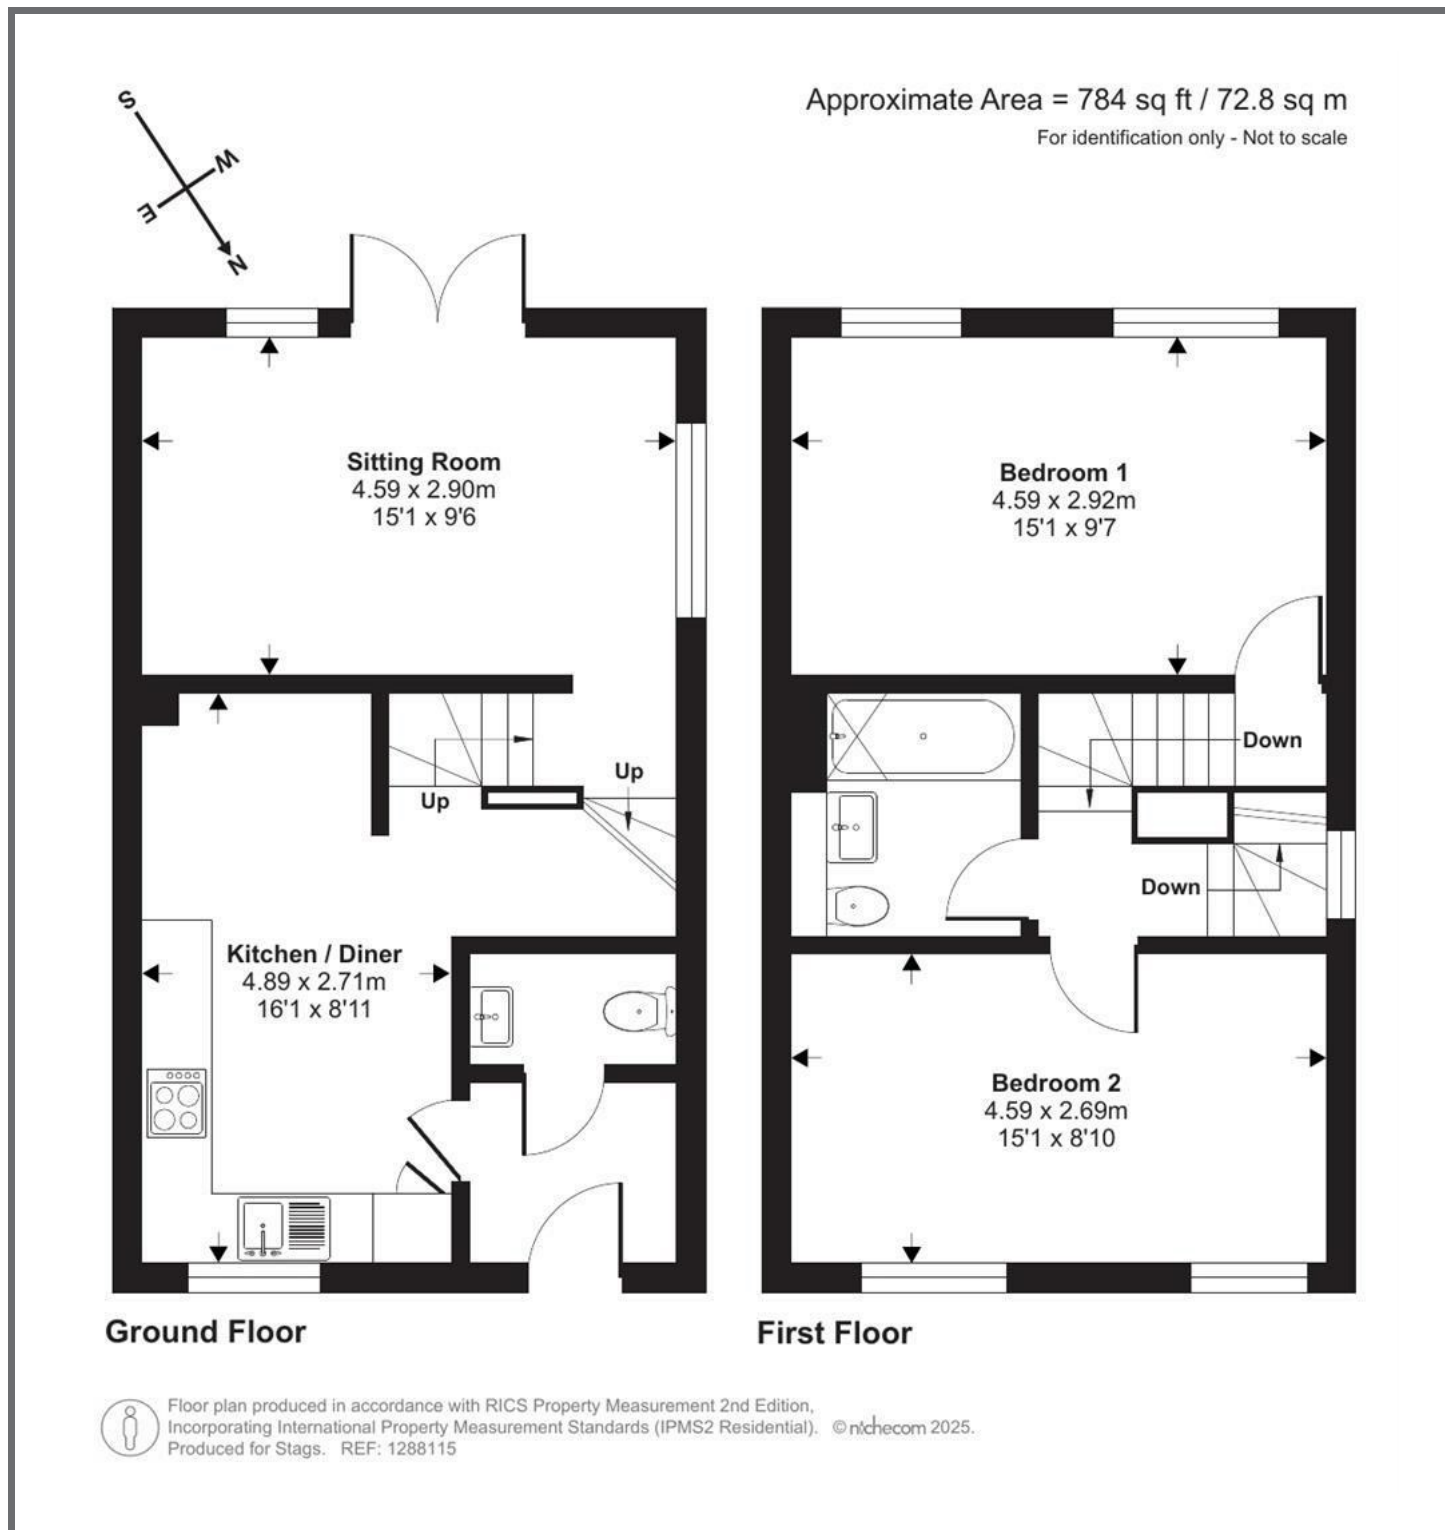 Approximate Area = 784 sq ft / 72.8 sq m
For identification only - Not to scale
S
W
E
N
Sitting Room
4.59 x 2.90m
15'1 x 9'6
Up
Up
Kitchen / Diner
4.89 x 2.71m
16'1 x 8'11
Ground Floor
Bedroom 1
4.59 x 2.92m
15'1 x 9'7
Down
Down
Bedroom 2
4.59 x 2.69m
15'1 x 8'10
First Floor
Floor plan produced in accordance with RICS Property Measurement 2nd Edition,
Incorporating International Property Measurement Standards (IPMS2 Residential). © nichecom 2025.
Produced for Stags. REF: 1288115